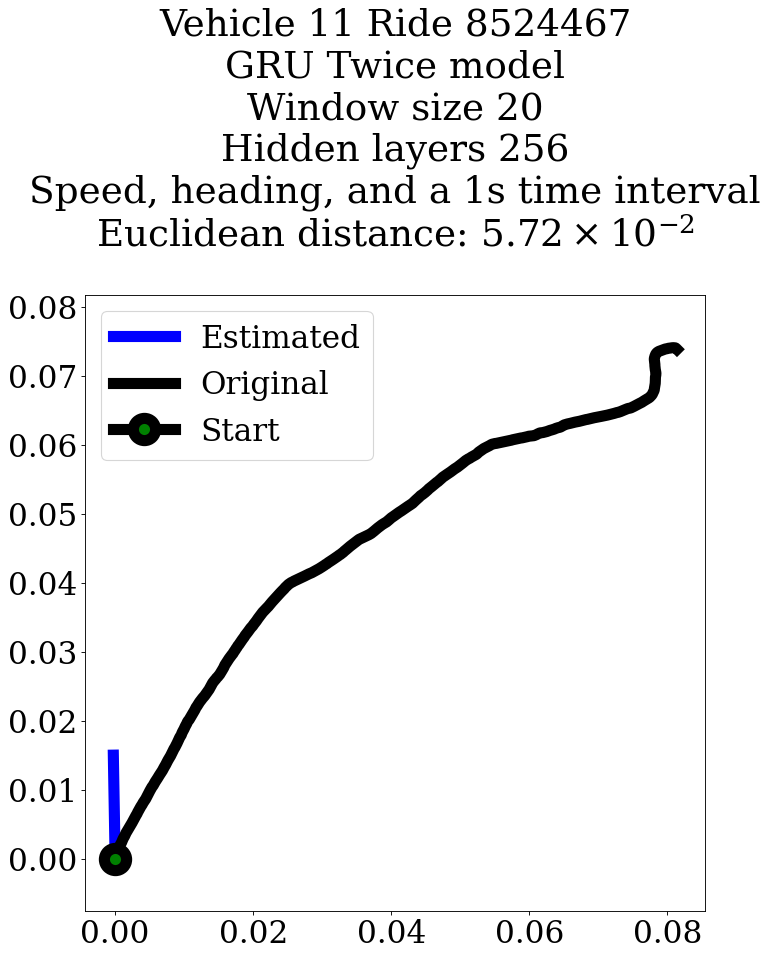 Vehicle 11 Ride 8524467
GRU Twice model
Window size 20
Hidden layers 256
Speed, heading, and a 1s time interval
Euclidean distance: 5.72 × 10⁻²
0.08
0.07
0.06
0.05
0.04
0.03
0.02
0.01
0.00
Estimated
Original
Start
0.00 0.02 0.04 0.06 0.08